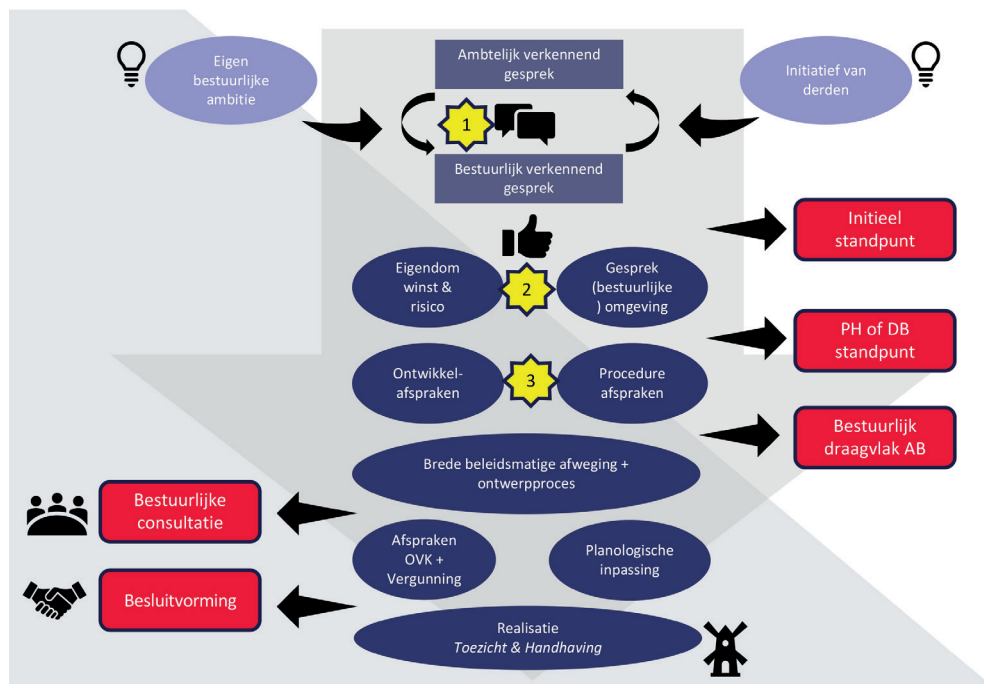 Eigen
bestuurlijke
ambitie
Ambtelijk verkennend
gesprek
Initiatief van
derden
1
Bestuurlijk verkennend
gesprek
Initieel
standpunt
Eigendom
winst &
risico
2
Gesprek
(bestuurlijke
) omgeving
PH of DB
standpunt
Ontwikkel-
afspraken
3
Procedure
afspraken
Bestuurlijk
draagvlak AB
Brede beleidsmatige afweging +
ontwerpproces
Bestuurlijke
consultatie
Afspraken
OVK +
Vergunning
Planologische
inpassing
Besluitvorming
Realisatie
Toezicht & Handhaving